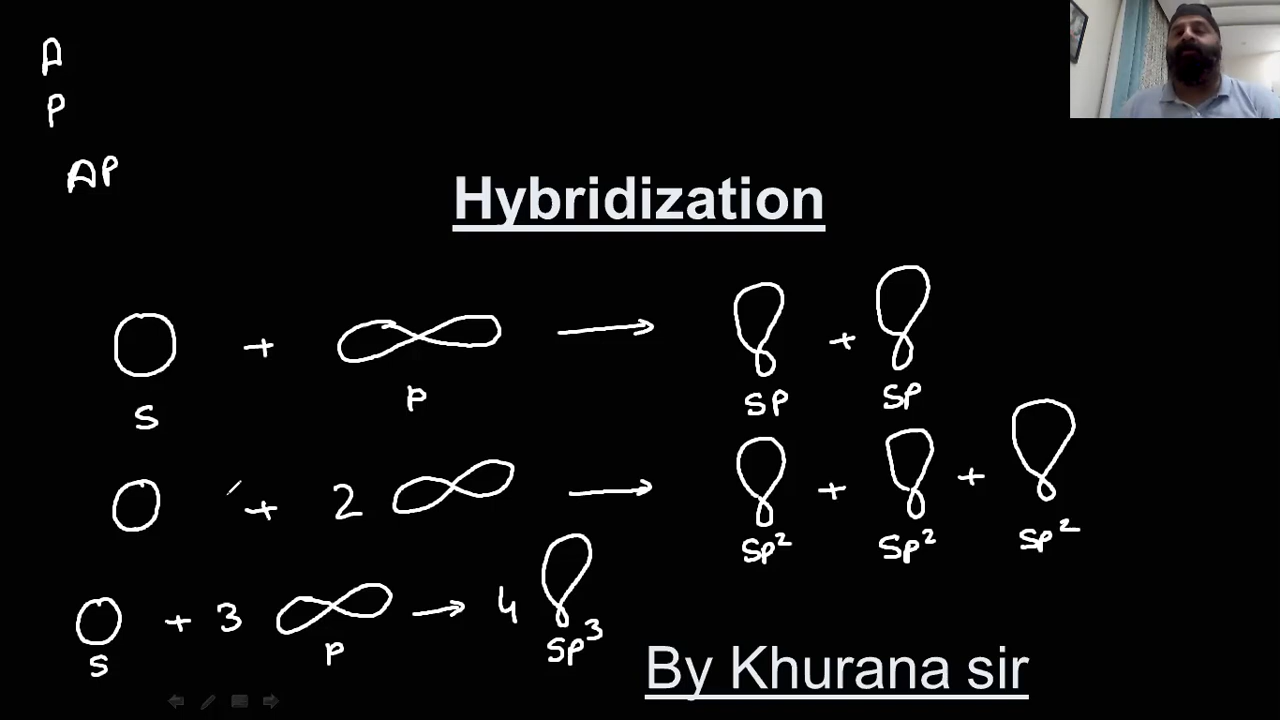 A
P
AP
Hybridization
+ → +
S P SP SP
+ 2 → + +
Sp² Sp² Sp²
+ 3 → 4
S P Sp³
By Khurana sir